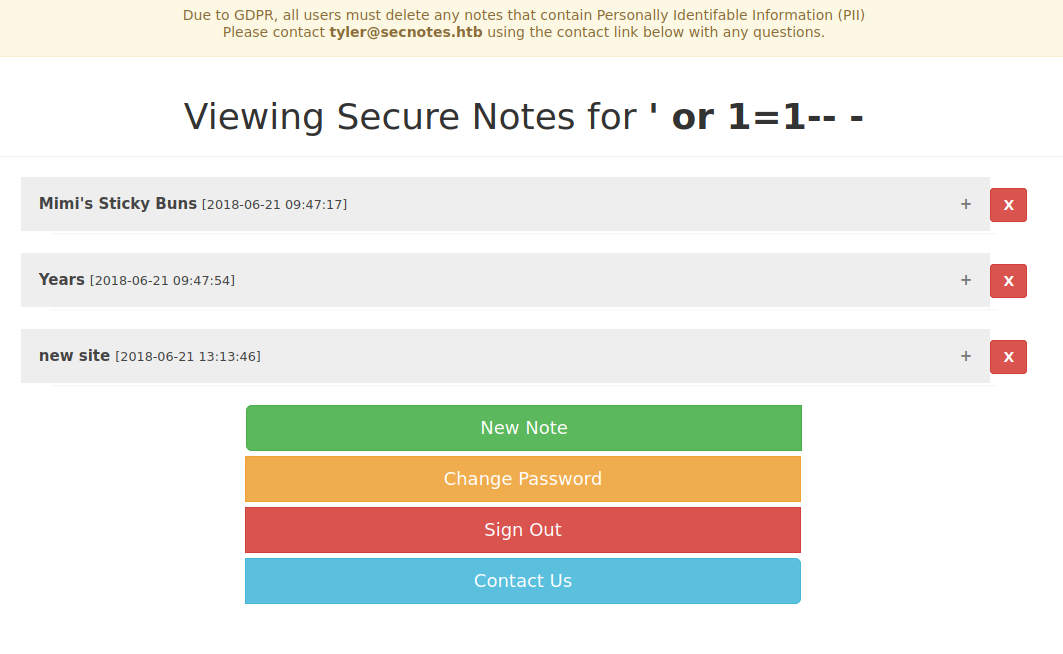 Due to GDPR, all users must delete any notes that contain Personally Identifable Information (PII)
Please contact tyler@secnotes.htb using the contact link below with any questions.
Viewing Secure Notes for ' or 1=1-- -
Mimi's Sticky Buns [2018-06-21 09:47:17] + X
Years [2018-06-21 09:47:54] + X
new site [2018-06-21 13:13:46] + X
New Note
Change Password
Sign Out
Contact Us